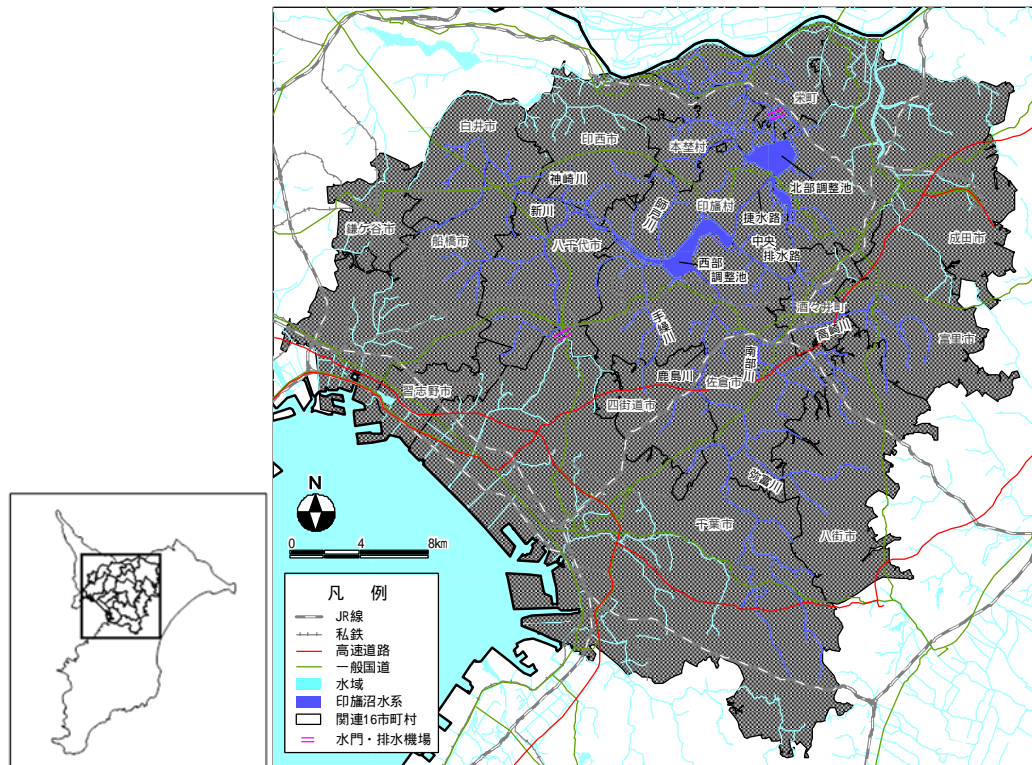 栄町
白井市
印西市
本埜村
神崎川
北部調整池
師戸川
印旛村
捷水路
新川
鎌ケ谷市
船橋市
八千代市
中央
排水路
成田市
西部
調整池
酒々井町
手繰川
高崎川
富里市
南部川
鹿島川
佐倉市
習志野市
四街道市
弥富川
千葉市
八街市
N
0 4 8km
凡 例
JR線
私鉄
高速道路
一般国道
水域
印旛沼水系
関連16市町村
水門・排水機場